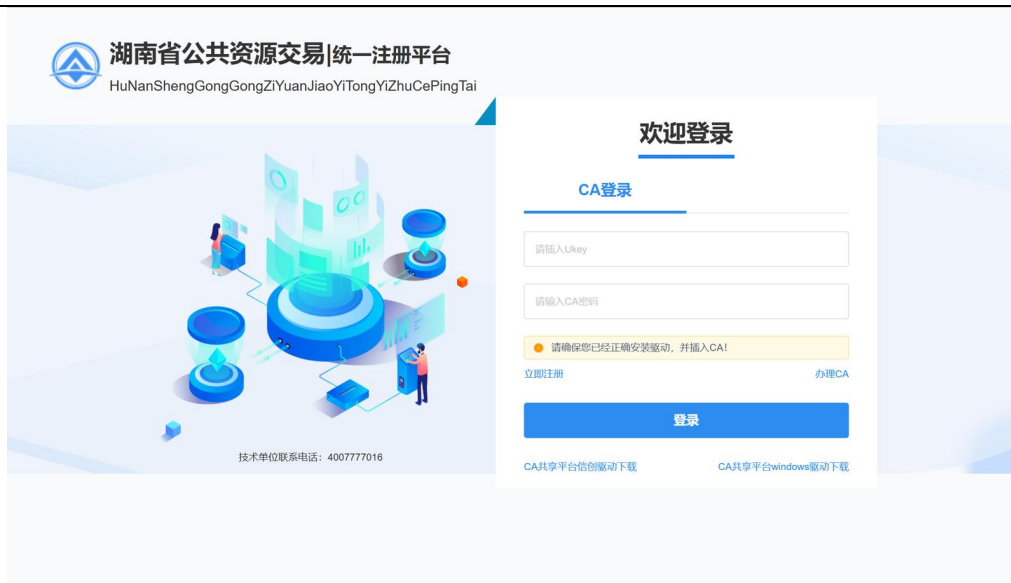 湖南省公共资源交易|统一注册平台
HuNanShengGongGongZiYuanJiaoYiTongYiZhuCePingTai
欢迎登录
CA登录
请插入Ukey
请输入CA密码
请确保您已经正确安装驱动，并插入CA!
立即注册 办理CA
登录
CA共享平台信创驱动下载 CA共享平台windows驱动下载
技术单位联系电话：4007777016